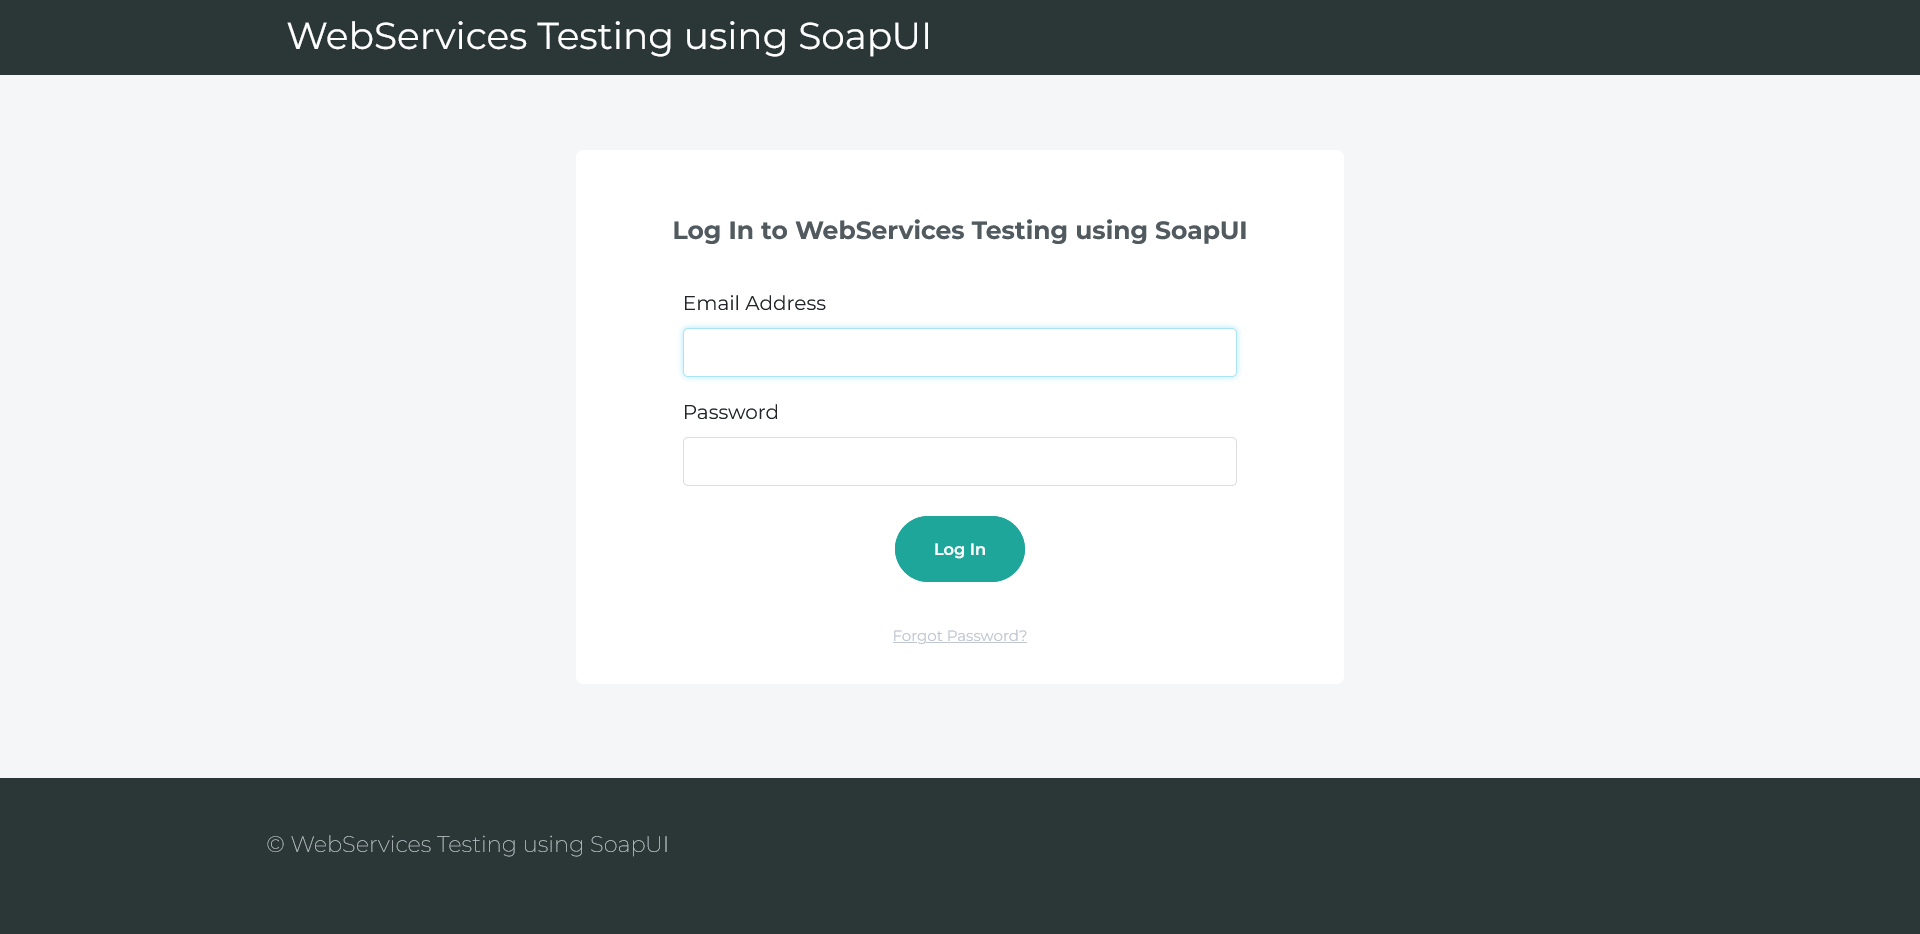 WebServices Testing using SoapUI
Log In to WebServices Testing using SoapUI
Email Address
Password
Log In
Forgot Password?
© WebServices Testing using SoapUI